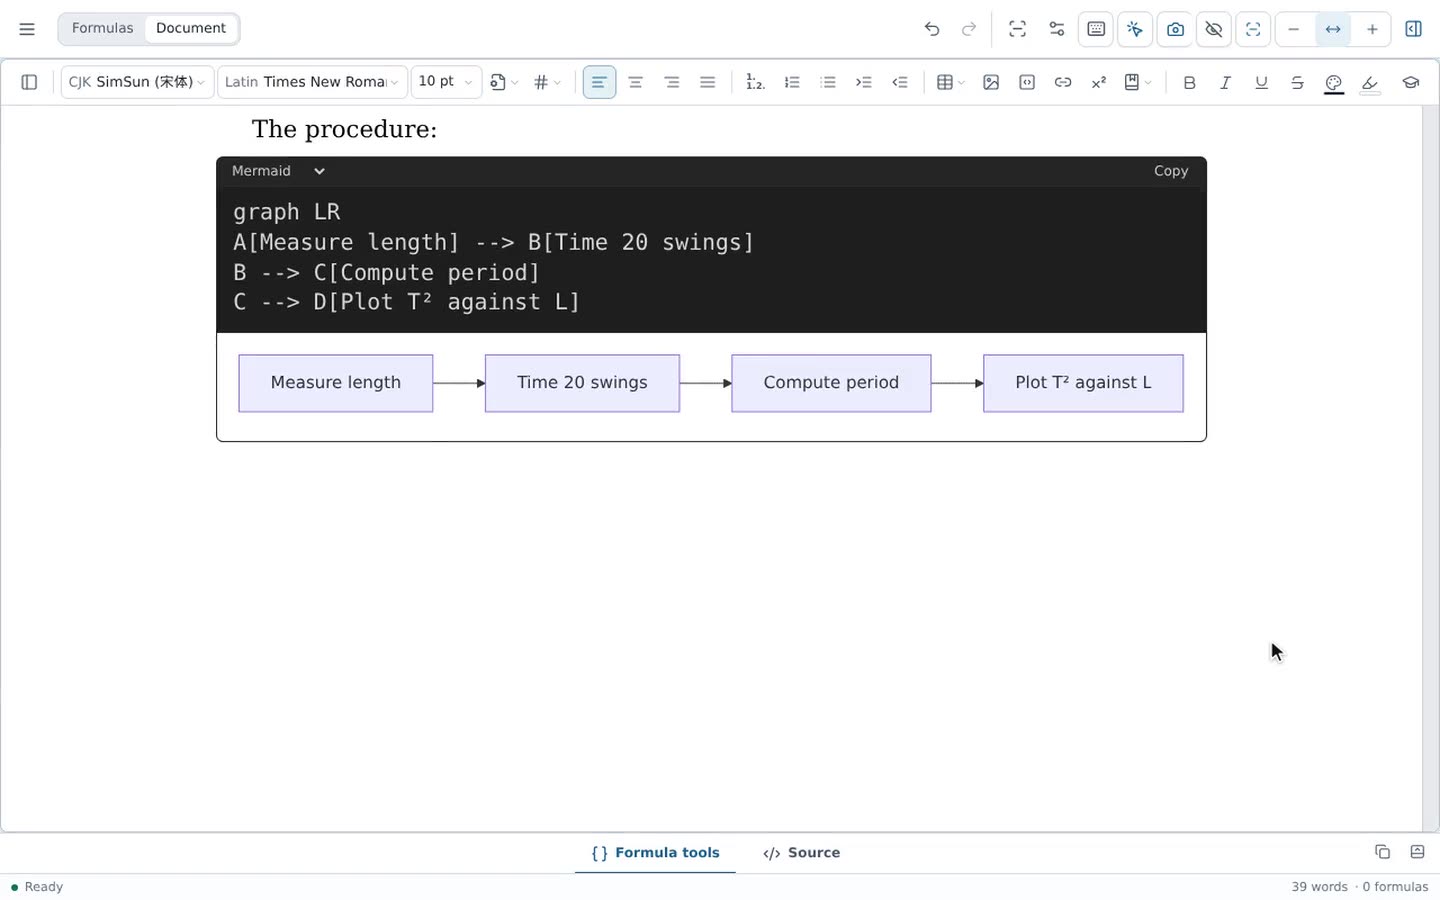 Formulas Document
CJK SimSun (宋体) Latin Times New Roma 10 pt
The procedure:
Mermaid Copy
graph LR
A[Measure length] --> B[Time 20 swings]
B --> C[Compute period]
C --> D[Plot T² against L]
Measure length Time 20 swings Compute period Plot T² against L
{} Formula tools </> Source
Ready 39 words · 0 formulas